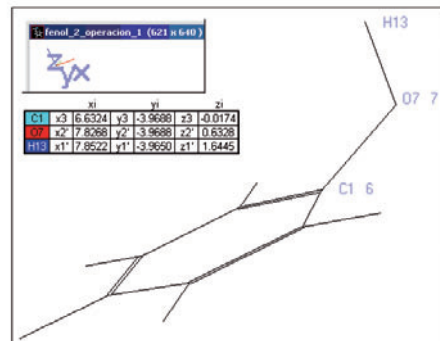 fenol_2_operacion_1 (621 x 640)
z
yx
xi yi zi
C1 x3 6.6324 y3 -3.9688 z3 -0.0174
O7 x2' 7.8268 y2' -3.9688 z2' 0.6328
H13 x1' 7.8522 y1' -3.9650 z1' 1.6445
H13
O7 7
C1 6